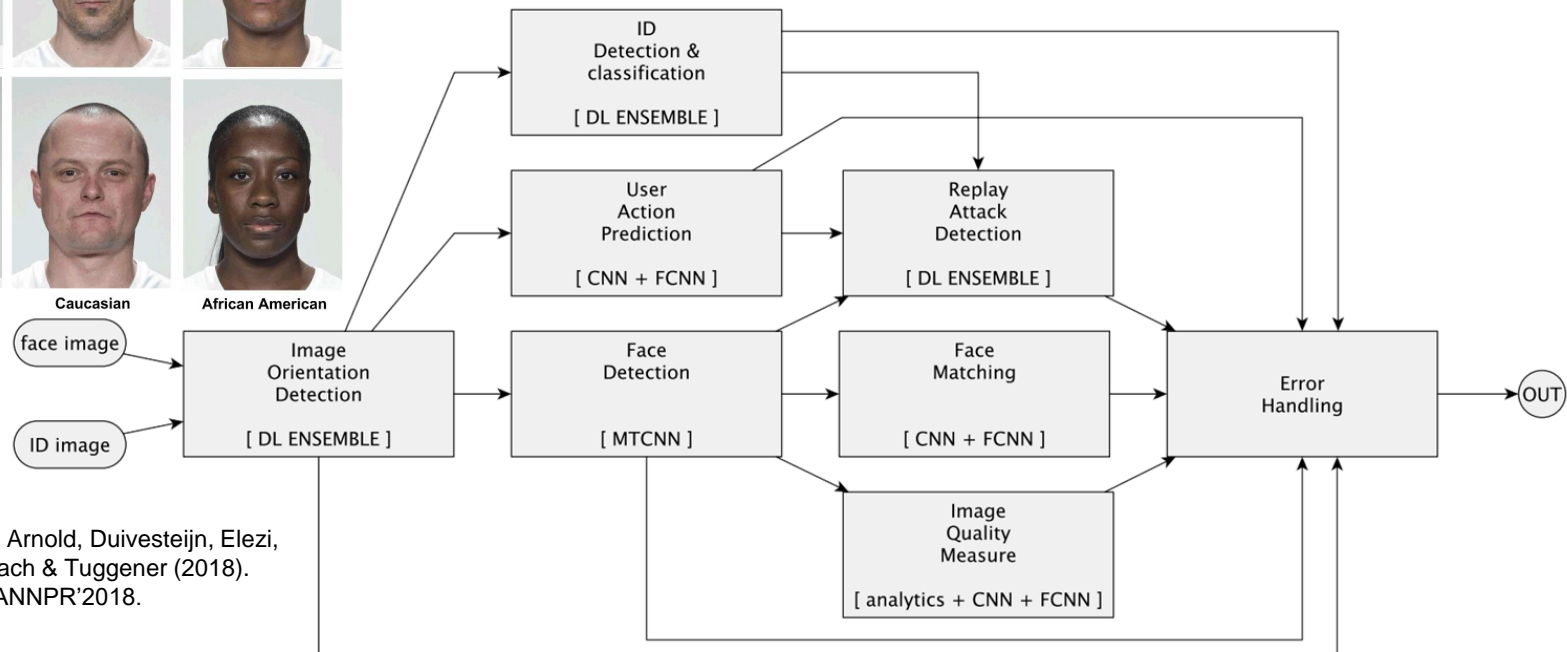 Caucasian
African American
face image
ID image
Image
Orientation
Detection
[ DL ENSEMBLE ]
ID
Detection &
classification
[ DL ENSEMBLE ]
User
Action
Prediction
[ CNN + FCNN ]
Replay
Attack
Detection
[ DL ENSEMBLE ]
Face
Detection
[ MTCNN ]
Face
Matching
[ CNN + FCNN ]
Image
Quality
Measure
[ analytics + CNN + FCNN ]
Error
Handling
OUT
Arnold, Duivesteijn, Elezi,
& Tuggener (2018).
ANNPR’2018.